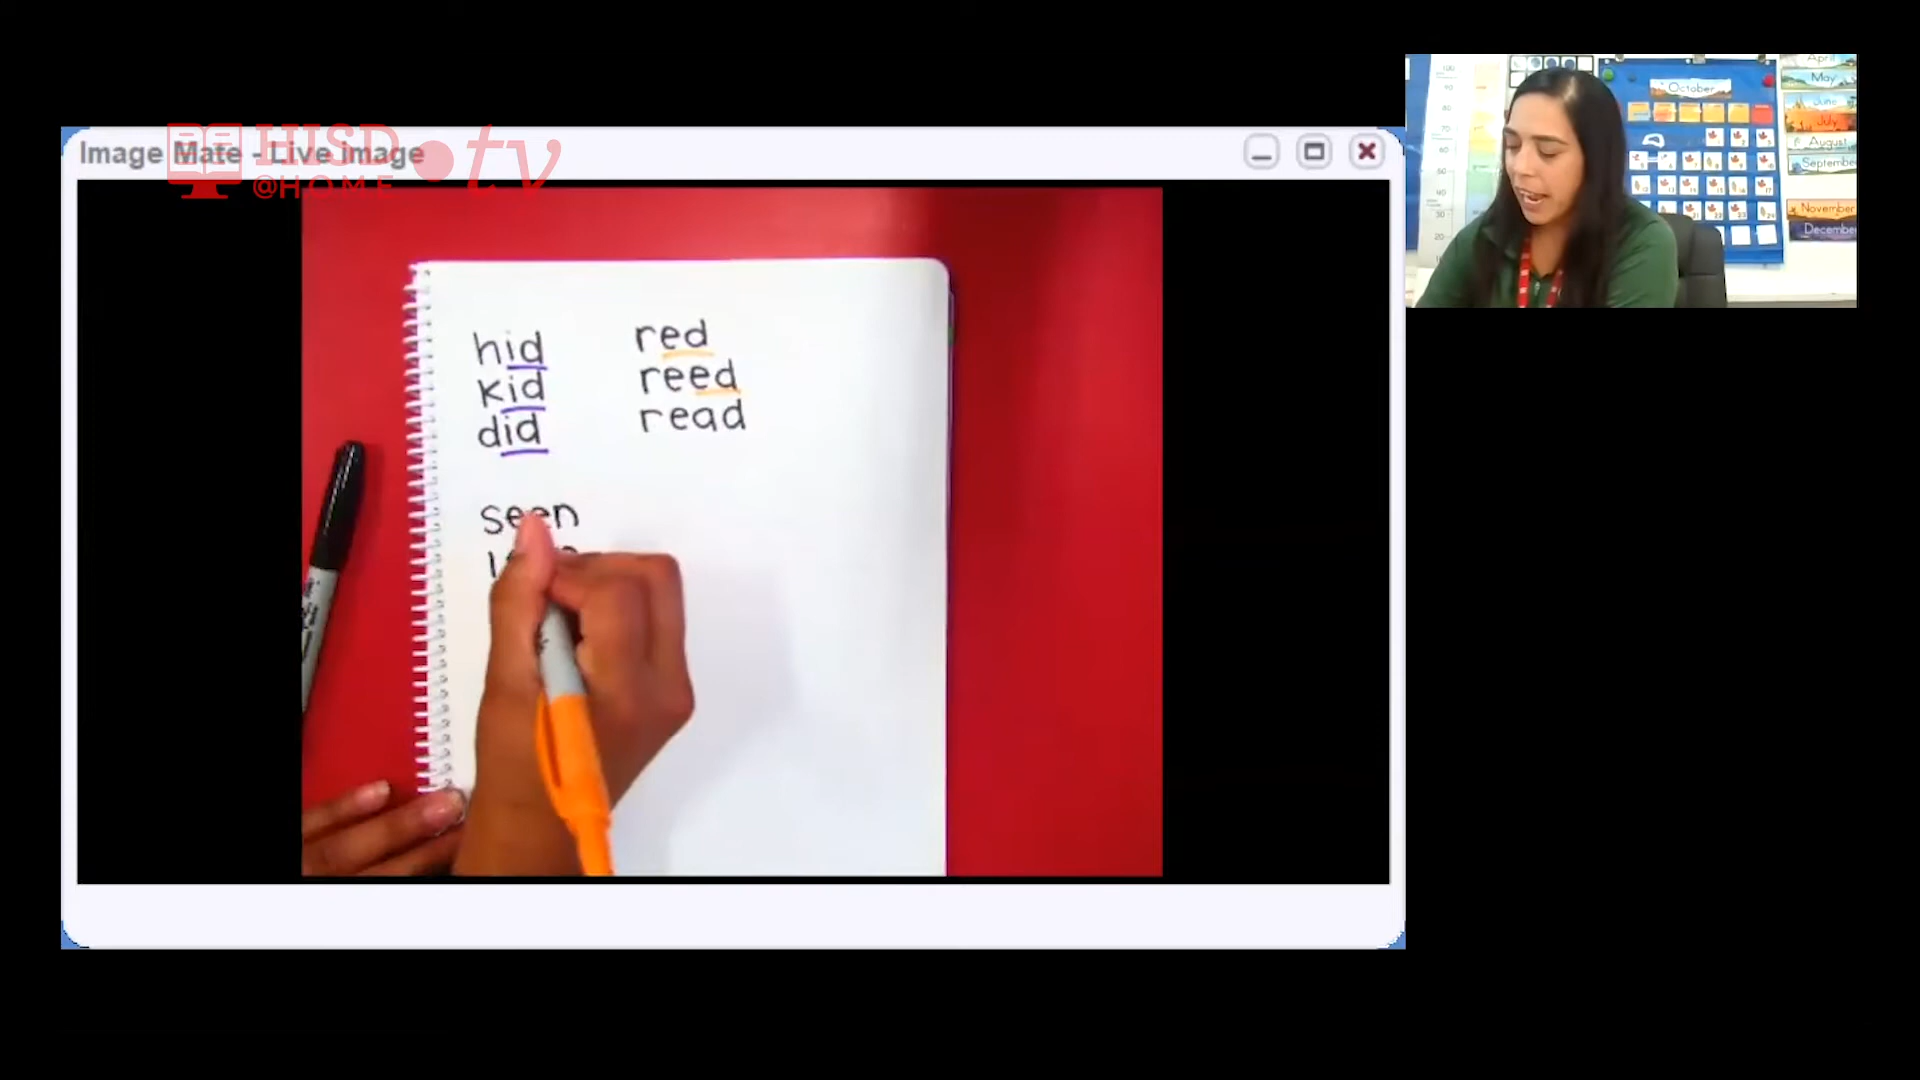 Image Mate - Live image
HISD
@HOME
.tv
hid
kid
did
red
reed
read
seen
October
April
May
June
July
August
September
November
December